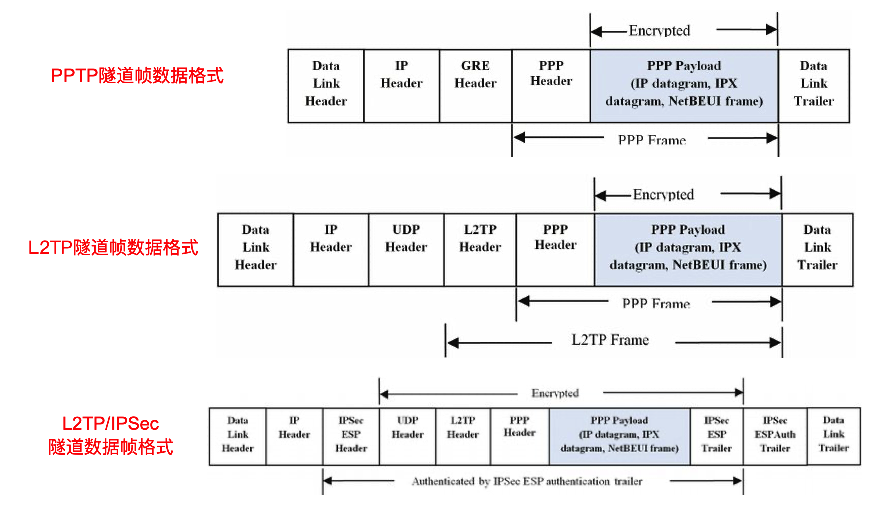 PPTP隧道帧数据格式
Encrypted
Data Link Header
IP Header
GRE Header
PPP Header
PPP Payload (IP datagram, IPX datagram, NetBEUI frame)
Data Link Trailer
PPP Frame
L2TP隧道帧数据格式
Encrypted
Data Link Header
IP Header
UDP Header
L2TP Header
PPP Header
PPP Payload (IP datagram, IPX datagram, NetBEUI frame)
Data Link Trailer
PPP Frame
L2TP Frame
L2TP/IPSec
隧道数据帧格式
Encrypted
Data Link Header
IP Header
IPSec ESP Header
UDP Header
L2TP Header
PPP Header
PPP Payload (IP datagram, IPX datagram, NetBEUI frame)
IPSec ESP Trailer
IPSec ESPAuth Trailer
Data Link Trailer
Authenticated by IPSec ESP authentication trailer